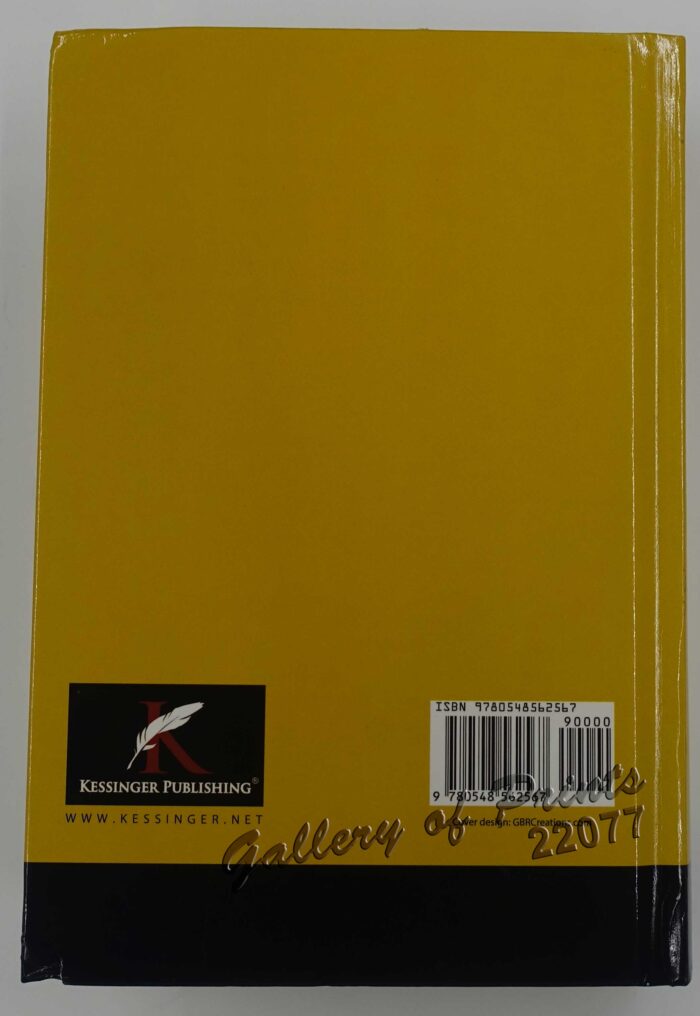 K
KESSINGER PUBLISHING®
WWW.KESSINGER.NET
ISBN 9780548562567
90000
9 780548 562567
Cover design: GBRCreations.com
Gallery of Prints
22077